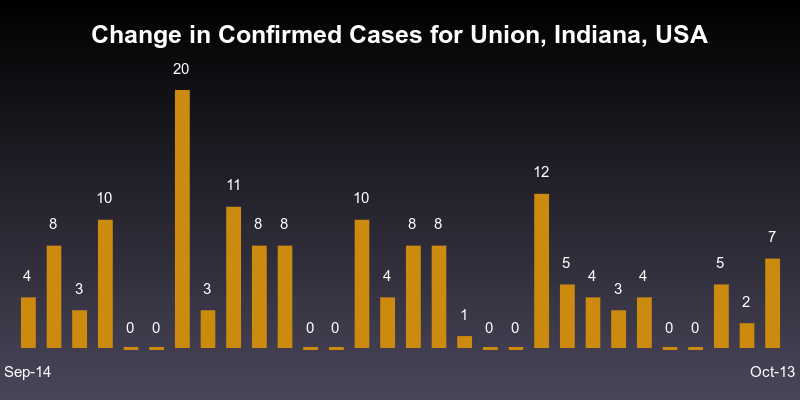 Change in Confirmed Cases for Union, Indiana, USA
4 8 3 10 0 0 20 3 11 8 8 0 0 10 4 8 8 1 0 0 12 5 4 3 4 0 0 5 2 7
Sep-14 Oct-13